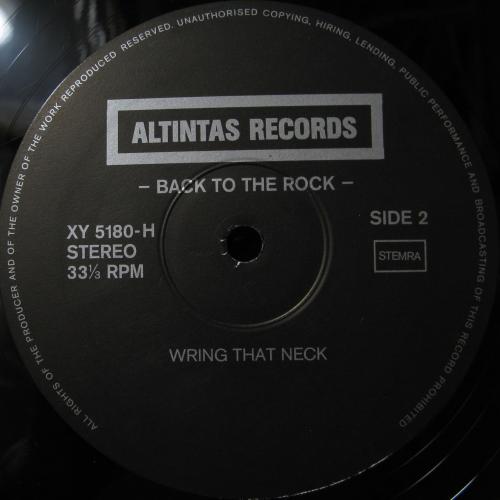 ALL RIGHTS OF THE PRODUCER AND OF THE OWNER OF THE WORK REPRODUCED RESERVED. UNAUTHORISED COPYING, HIRING, LENDING, PUBLIC PERFORMANCE AND BROADCASTING OF THIS RECORD PROHIBITED
ALTINTAS RECORDS
– BACK TO THE ROCK –
XY 5180-H
STEREO
33⅓ RPM
SIDE 2
STEMRA
WRING THAT NECK